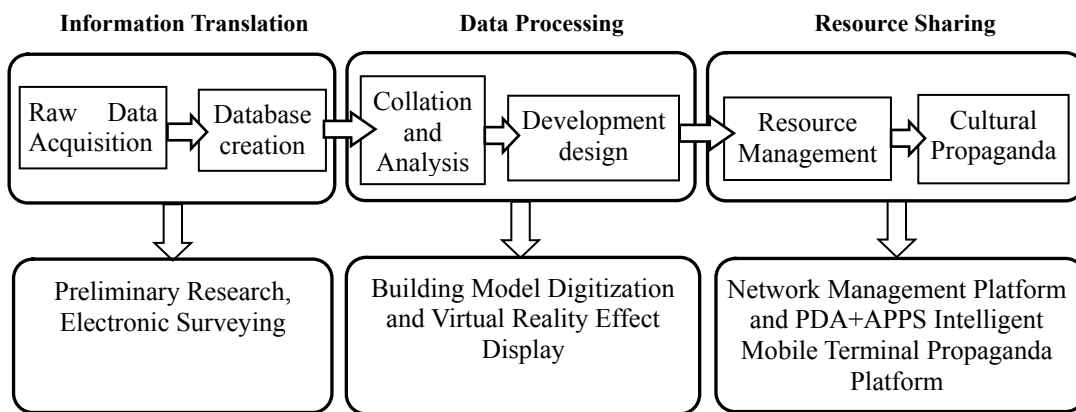 Information Translation
Data Processing
Resource Sharing
Raw Data
Acquisition
Database
creation
Collation
and
Analysis
Development
design
Resource
Management
Cultural
Propaganda
Preliminary Research,
Electronic Surveying
Building Model Digitization
and Virtual Reality Effect
Display
Network Management Platform
and PDA+APPS Intelligent
Mobile Terminal Propaganda
Platform